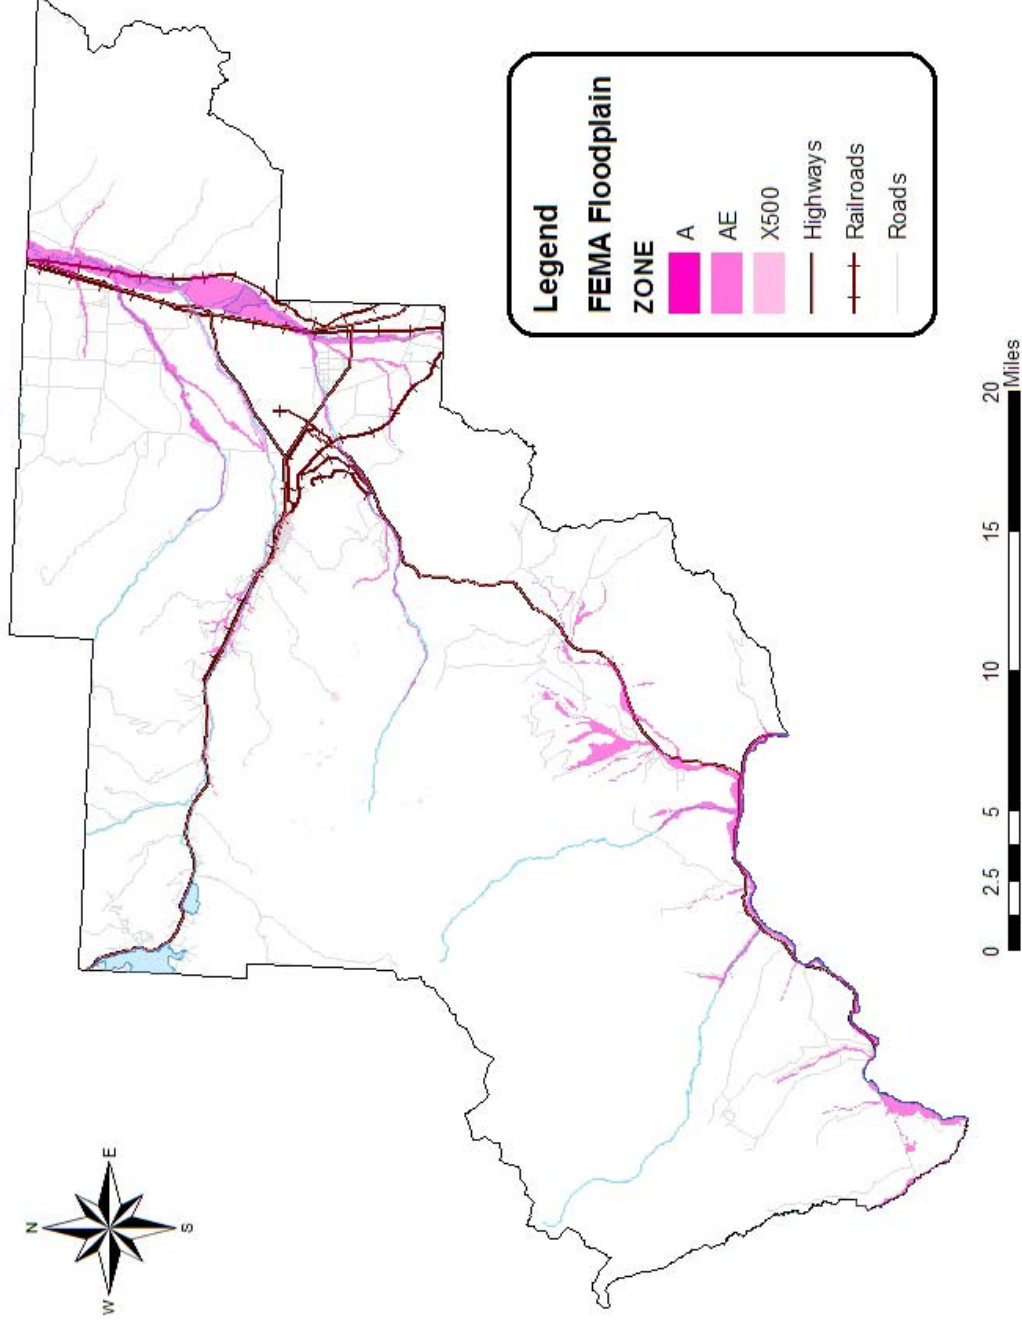 N
W
E
S
Legend
FEMA Floodplain
ZONE
A
AE
X500
Highways
Railroads
Roads
0 2.5 5 10 15 20
Miles